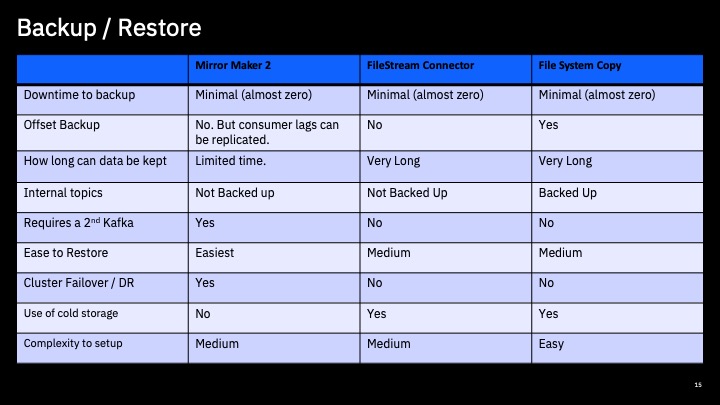 Backup / Restore
Mirror Maker 2 FileStream Connector File System Copy
Downtime to backup Minimal (almost zero) Minimal (almost zero) Minimal (almost zero)
Offset Backup No. But consumer lags can No Yes
be replicated.
How long can data be kept Limited time. Very Long Very Long
Internal topics Not Backed up Not Backed Up Backed Up
Requires a 2nd Kafka Yes No No
Ease to Restore Easiest Medium Medium
Cluster Failover / DR Yes No No
Use of cold storage No Yes Yes
Complexity to setup Medium Medium Easy
15